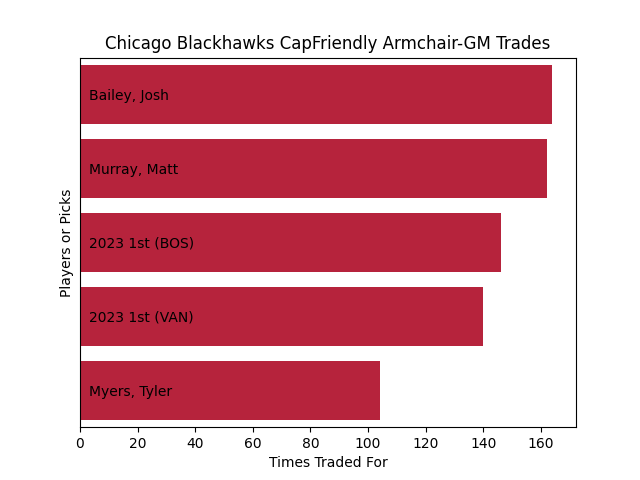 Chicago Blackhawks CapFriendly Armchair-GM Trades
Players or Picks
Bailey, Josh
Murray, Matt
2023 1st (BOS)
2023 1st (VAN)
Myers, Tyler
0 20 40 60 80 100 120 140 160
Times Traded For